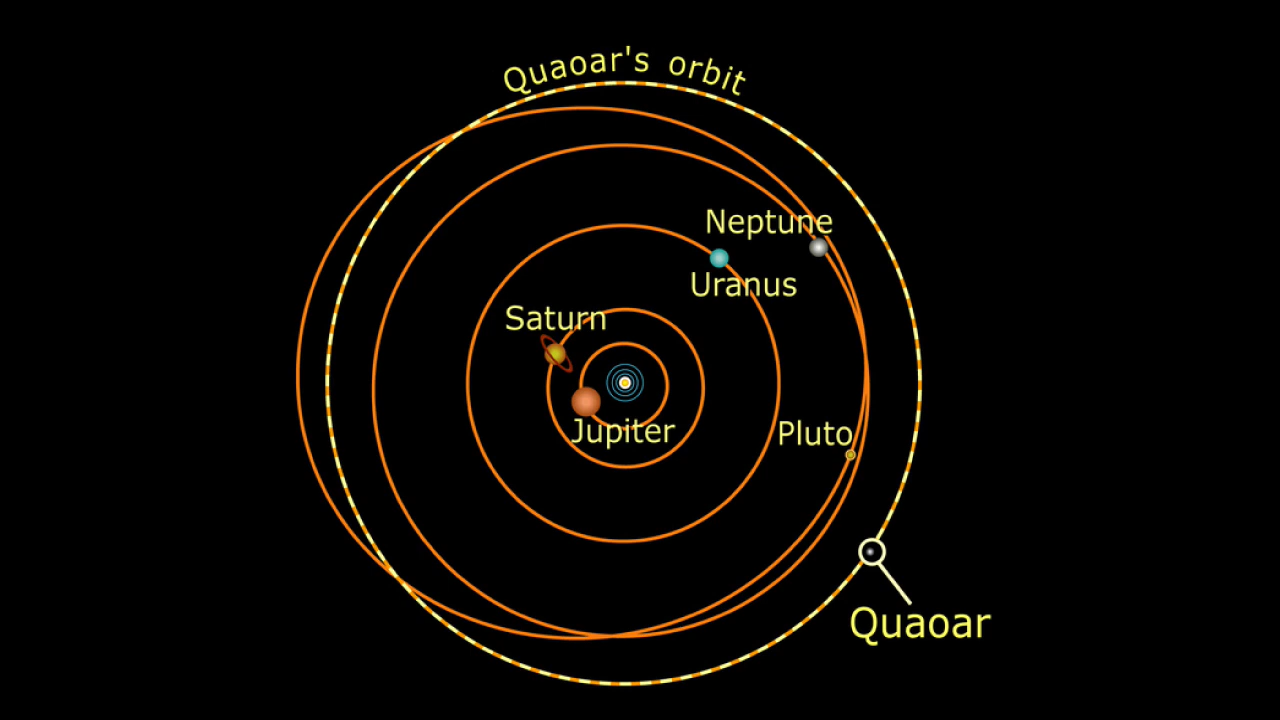 Quaoar's orbit
Neptune
Uranus
Saturn
Jupiter
Pluto
Quaoar